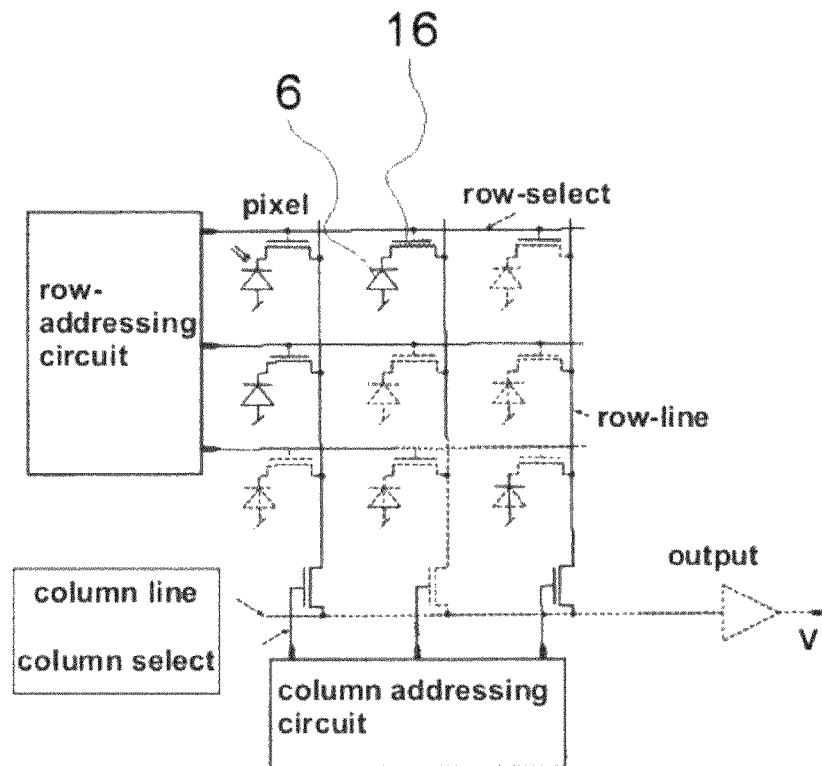 16
6
row-select
pixel
row-
addressing
circuit
row-line
output
column line
V
column select
column addressing
circuit